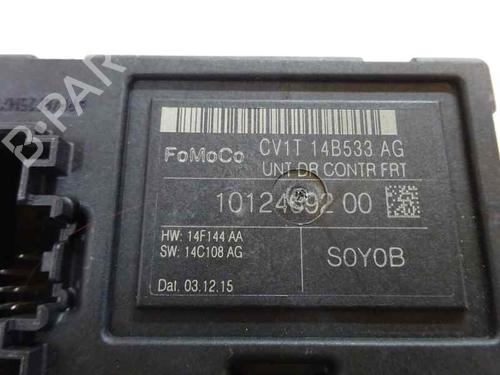 B-PARTS
FoMoCo
CV1T 14B533 AG
UNT DR CONTR FRT
HW: 14F144 AA
SW: 14C108 AG
S0Y0B
Dat. 03.12.15